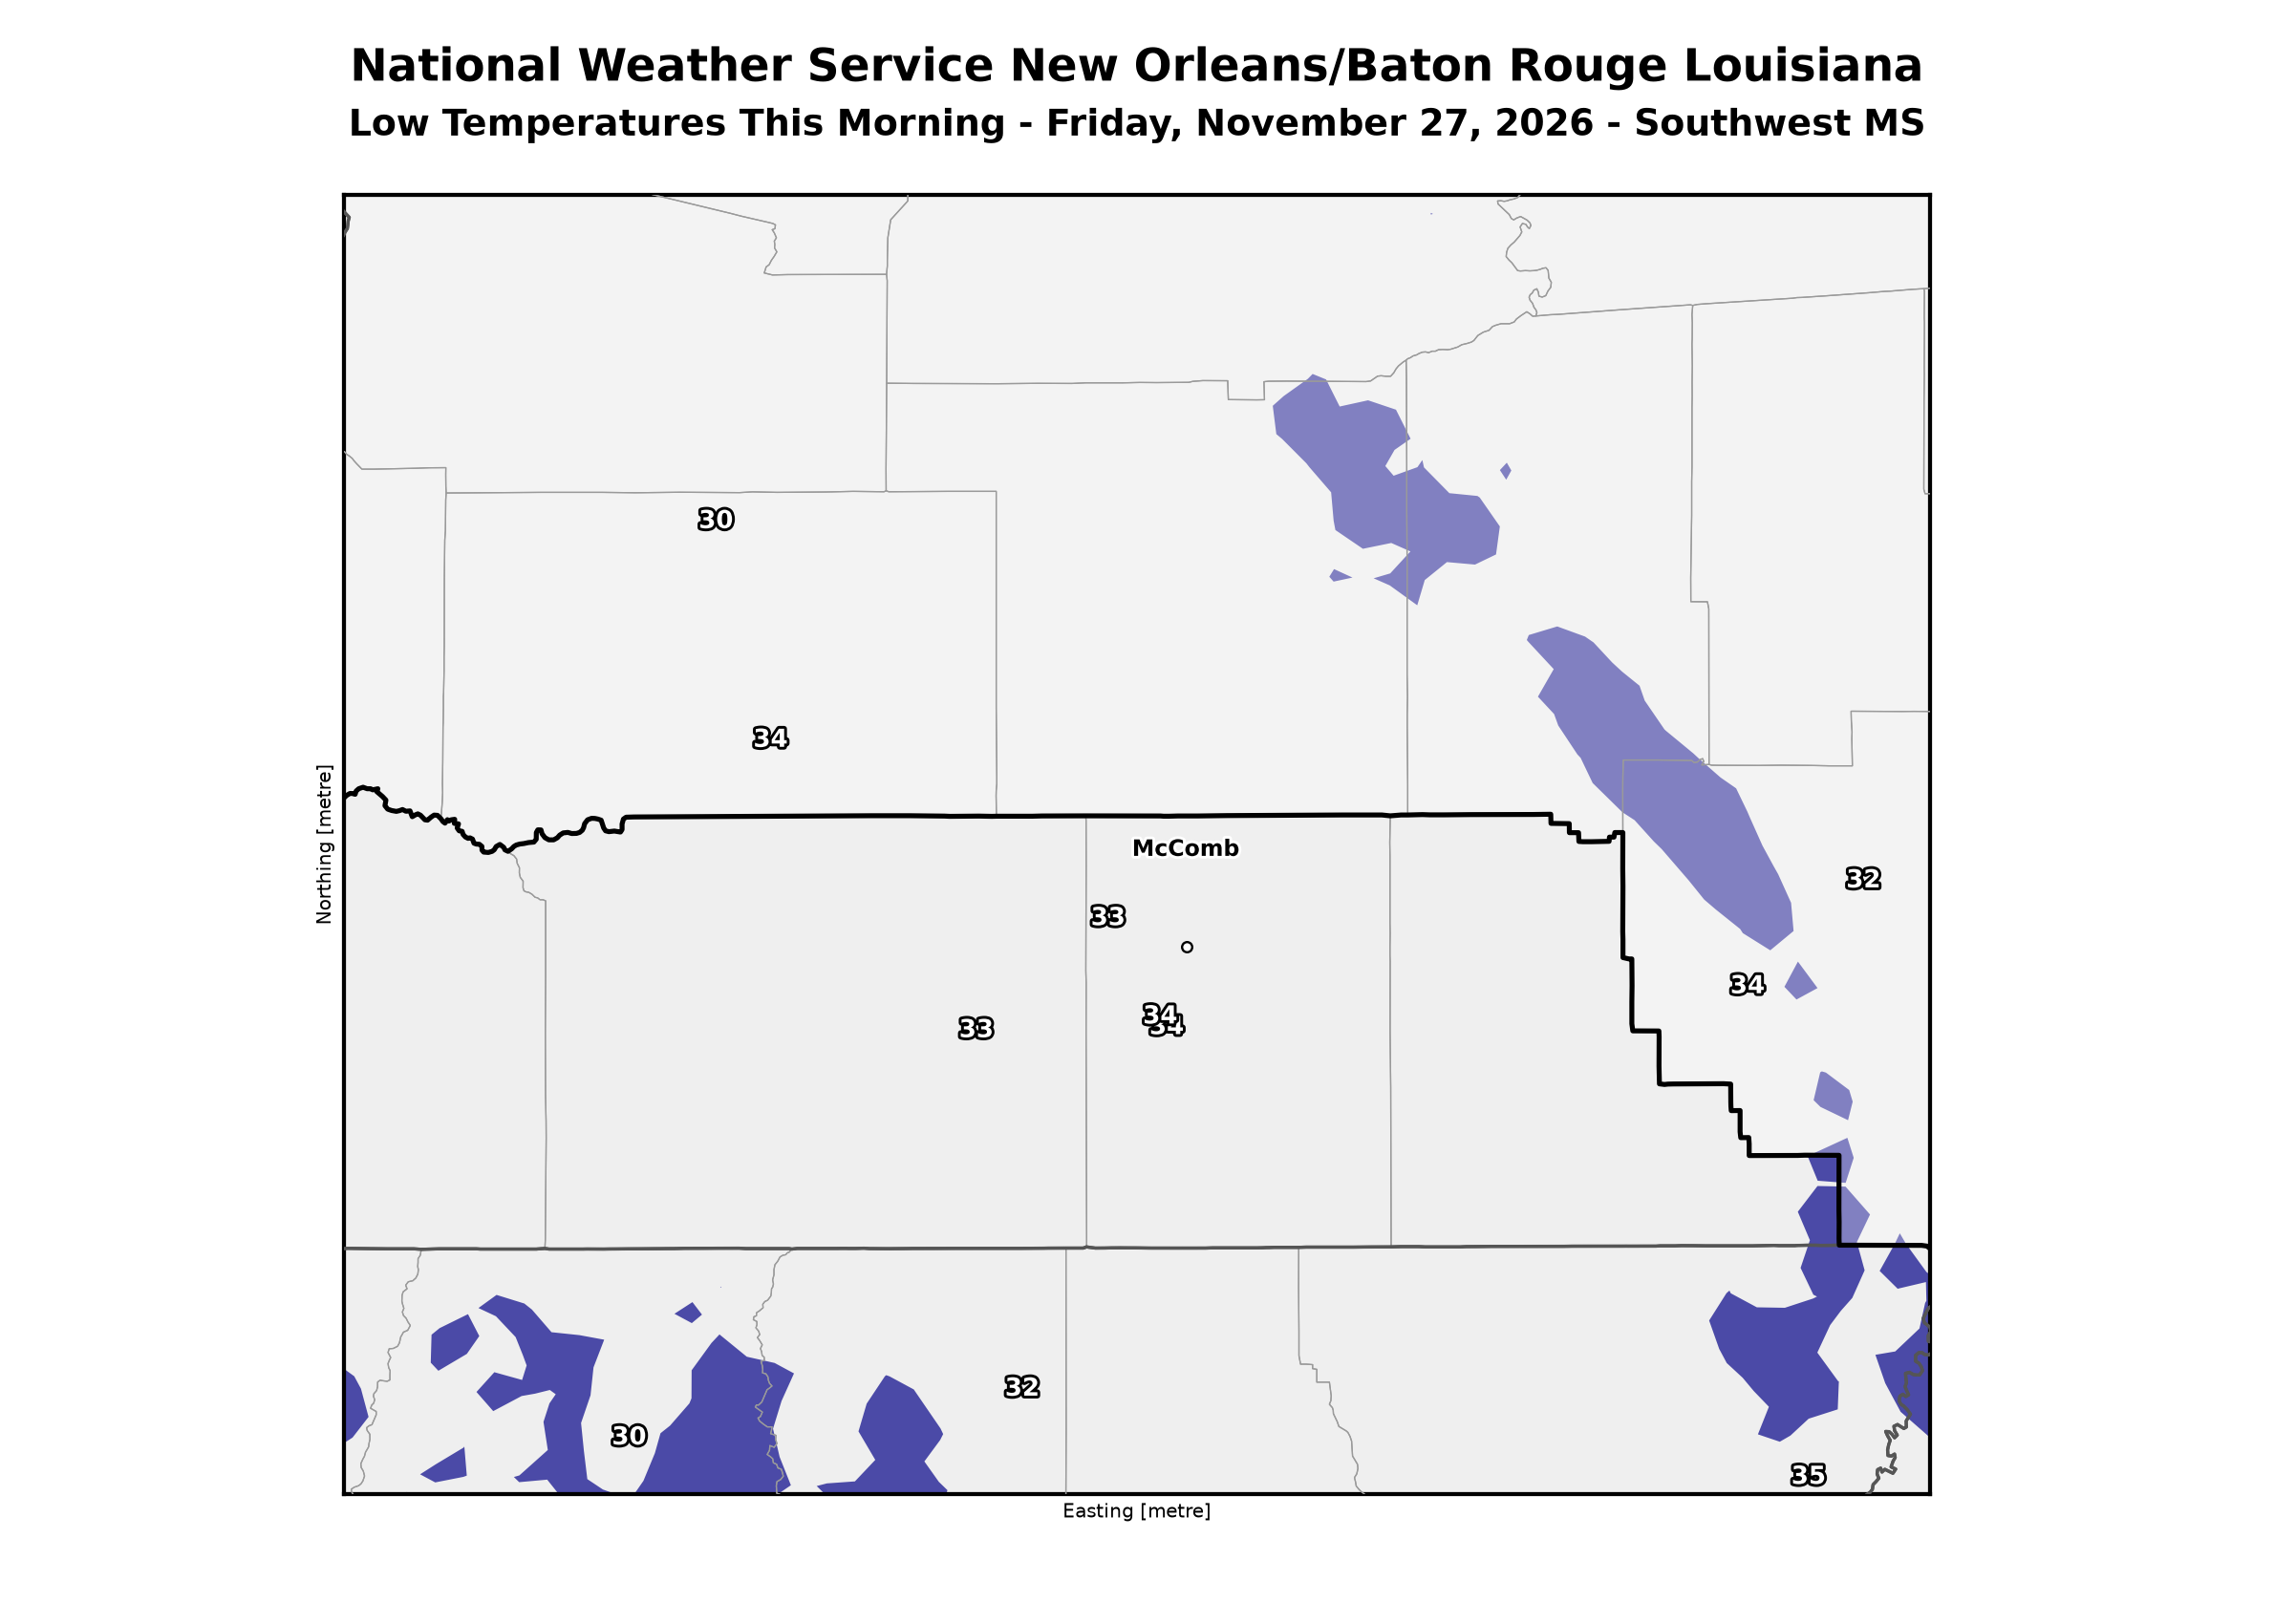 National Weather Service New Orleans/Baton Rouge Louisiana
Low Temperatures This Morning - Friday, November 27, 2026 - Southwest MS
30
34
McComb
32
33
34
34
34
33
32
30
35
Northing [metre]
Easting [metre]